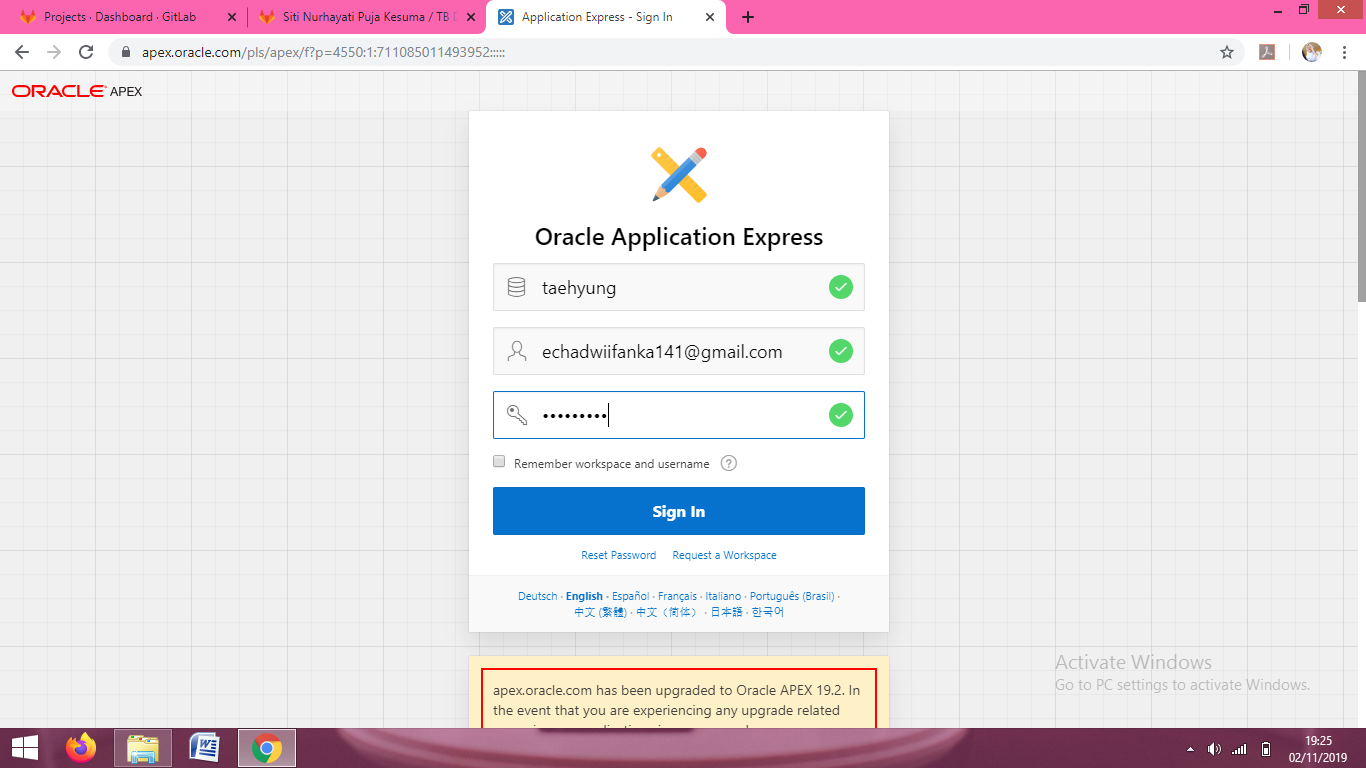 Projects · Dashboard · GitLab
Siti Nurhayati Puja Kesuma / TB
Application Express - Sign In
apex.oracle.com/pls/apex/f?p=4550:1:711085011493952:::::
ORACLE APEX
Oracle Application Express
taehyung
echadwiifanka141@gmail.com
•••••••••
Remember workspace and username ?
Sign In
Reset Password Request a Workspace
Deutsch · English · Español · Français · Italiano · Português (Brasil) ·
中文 (繁體) · 中文（简体） · 日本語 · 한국어
apex.oracle.com has been upgraded to Oracle APEX 19.2. In
the event that you are experiencing any upgrade related
Activate Windows
Go to PC settings to activate Windows.
19:25
02/11/2019